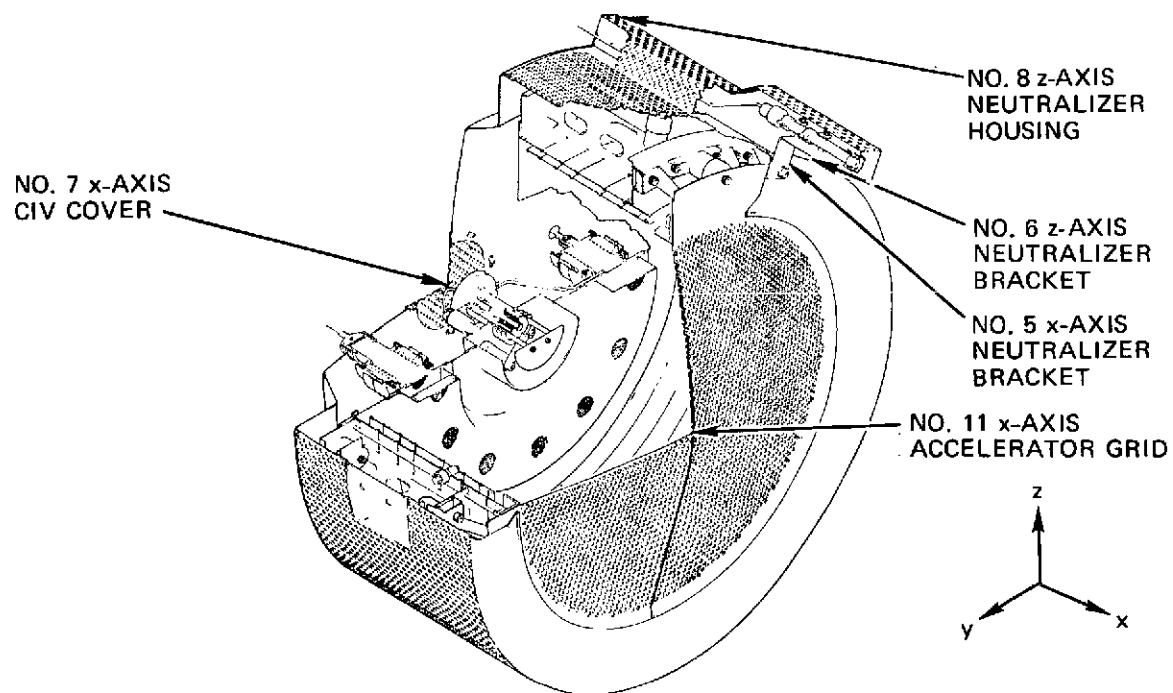 NO. 8 z-AXIS
NEUTRALIZER
HOUSING
NO. 7 x-AXIS
CIV COVER
NO. 6 z-AXIS
NEUTRALIZER
BRACKET
NO. 5 x-AXIS
NEUTRALIZER
BRACKET
NO. 11 x-AXIS
ACCELERATOR GRID
z
y
x